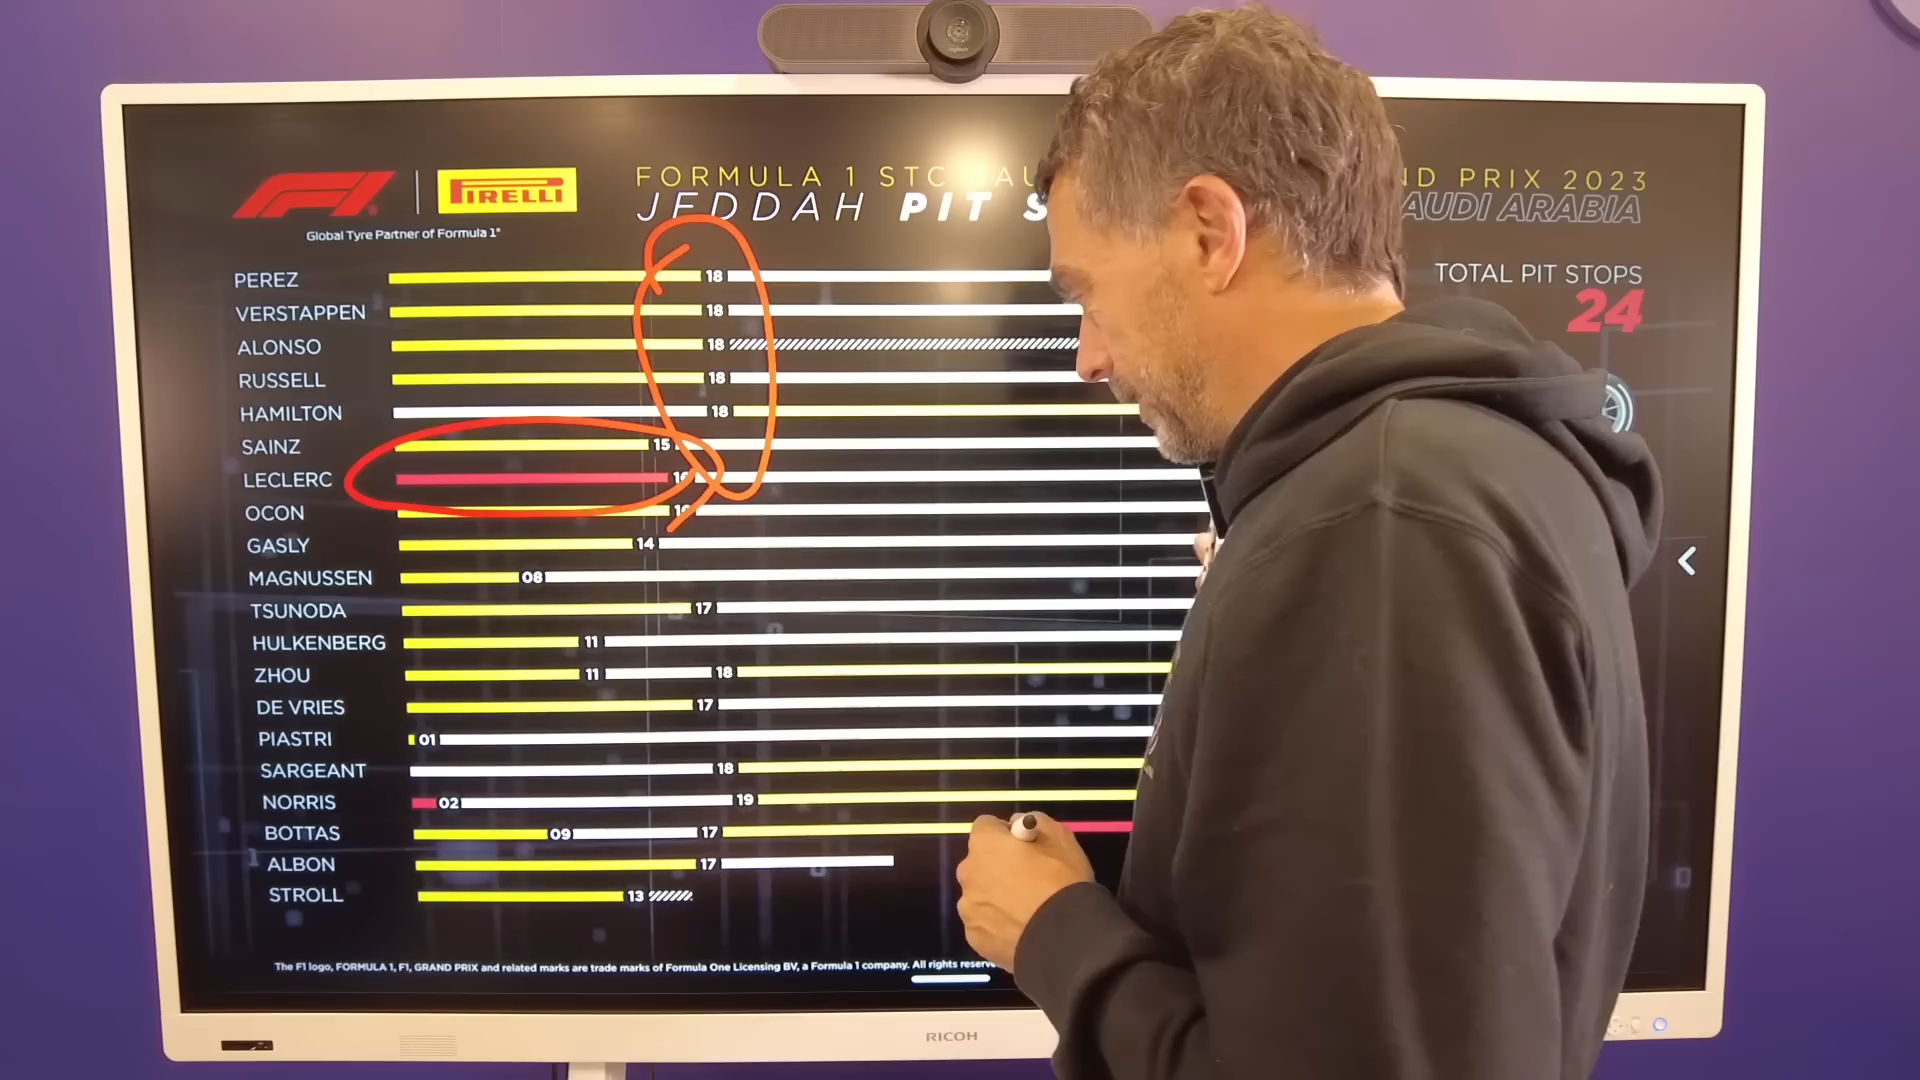 logitech
F1 PIRELLI
Global Tyre Partner of Formula 1®
FORMULA 1 STC ND PRIX 2023
JEDDAH PIT S AUDI ARABIA
TOTAL PIT STOPS
24
PEREZ 18
VERSTAPPEN 18
ALONSO 18
RUSSELL 18
HAMILTON 18
SAINZ 15
LECLERC
OCON
GASLY 14
MAGNUSSEN 08
TSUNODA 17
HULKENBERG 11
ZHOU 11 18
DE VRIES 17
PIASTRI 01
SARGEANT 18
NORRIS 02 19
BOTTAS 09 17
ALBON 17
STROLL 13
The F1 logo, FORMULA 1, F1, GRAND PRIX and related marks are trade marks of Formula One Licensing BV, a Formula 1 company. All rights reserve
RICOH